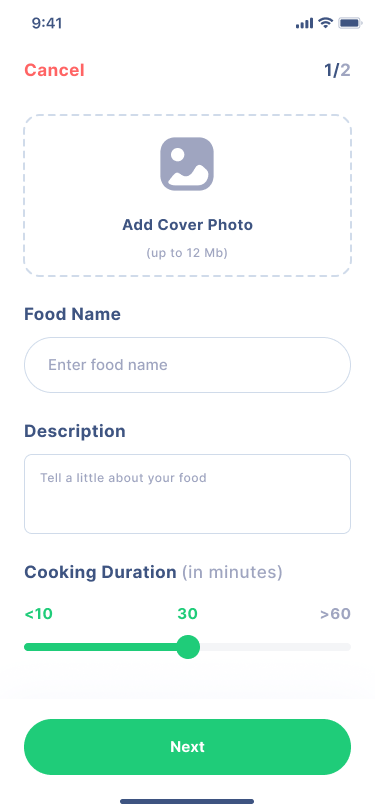 9:41
Cancel 1/2
Add Cover Photo
(up to 12 Mb)
Food Name
Enter food name
Description
Tell a little about your food
Cooking Duration (in minutes)
<10 30 >60
Next